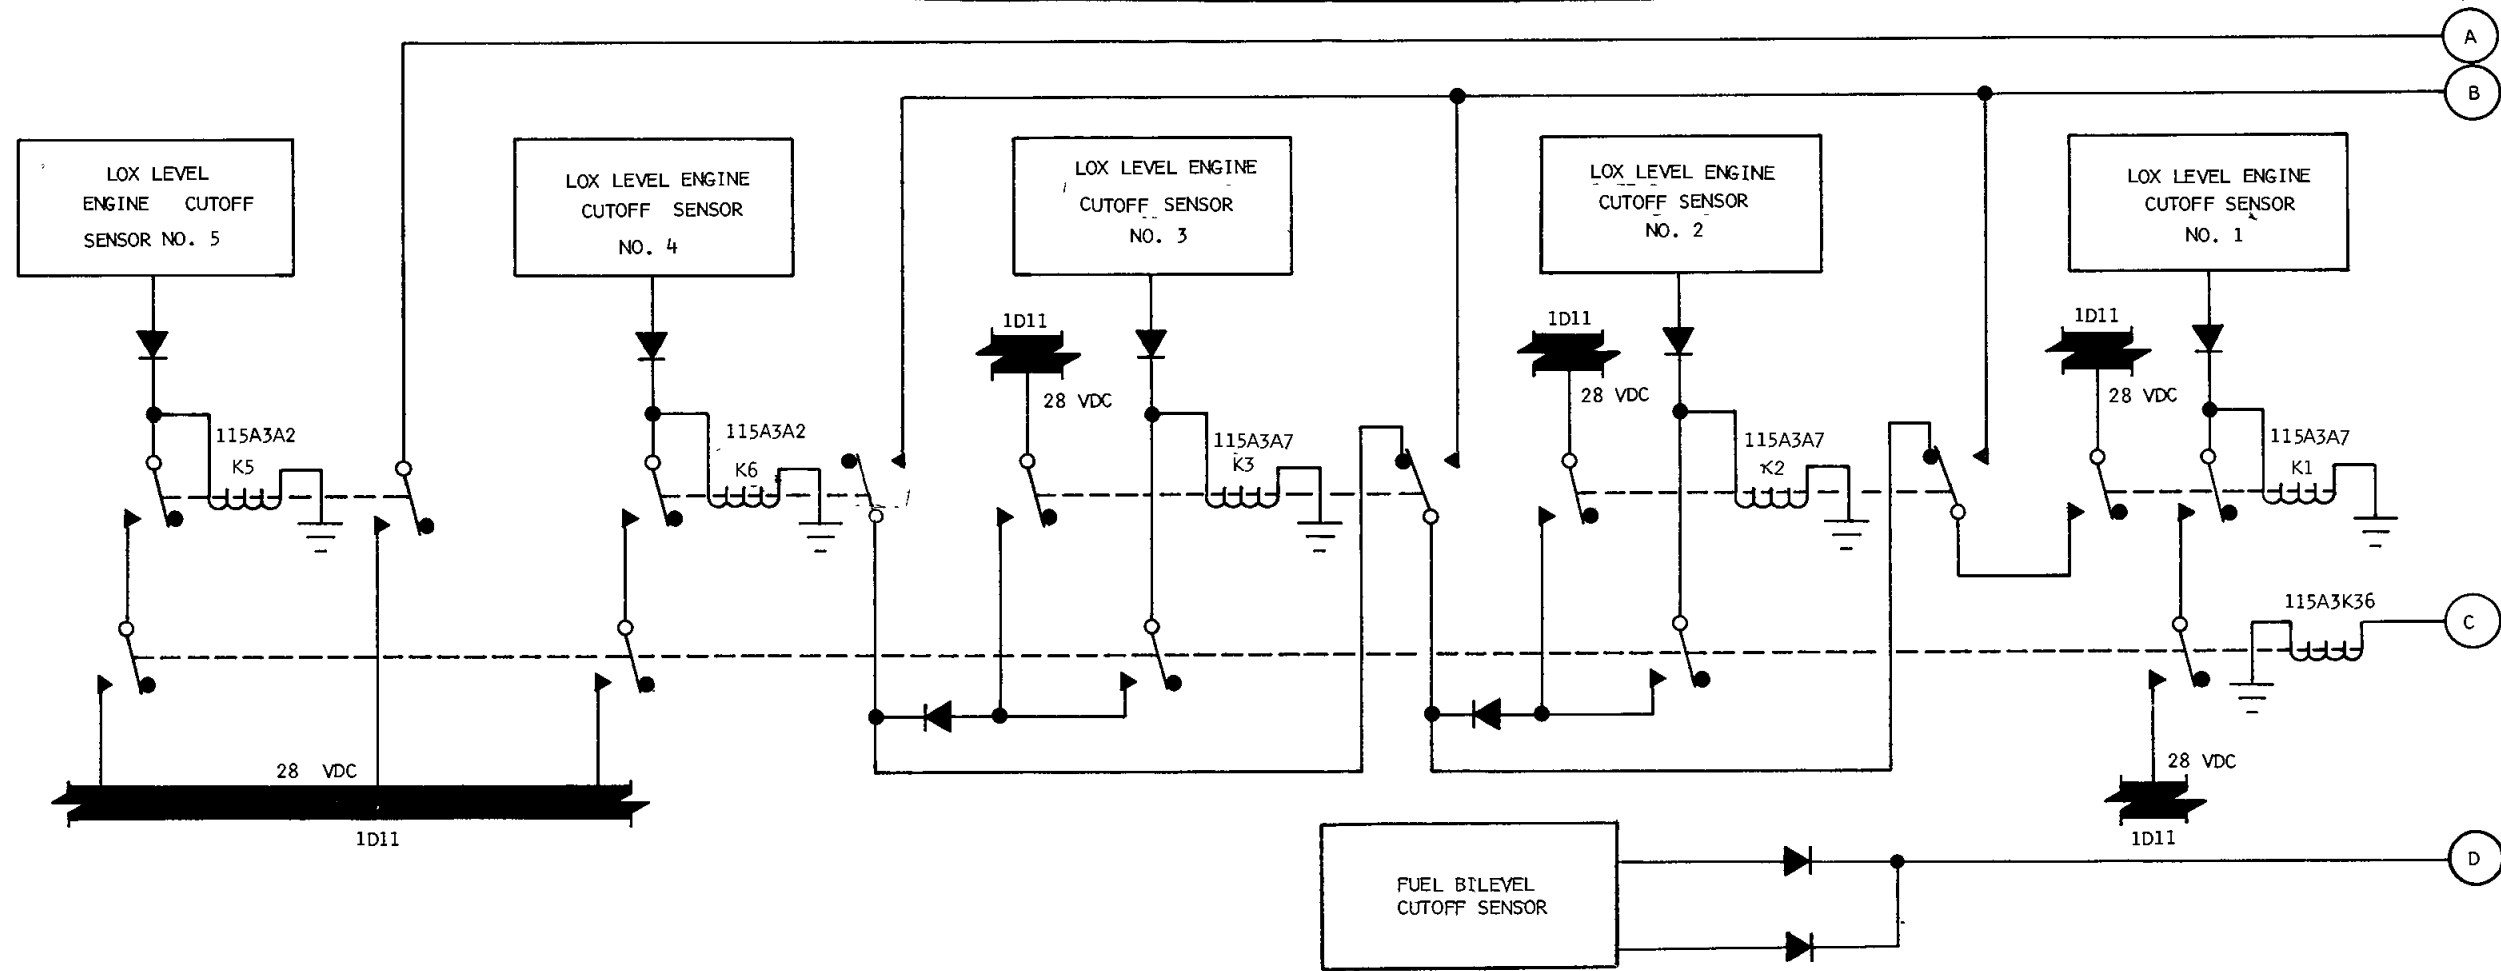 A
B
LOX LEVEL
ENGINE CUTOFF
SENSOR NO. 5
LOX LEVEL ENGINE
CUTOFF SENSOR
NO. 4
LOX LEVEL ENGINE
CUTOFF SENSOR
NO. 3
LOX LEVEL ENGINE
CUTOFF SENSOR
NO. 2
LOX LEVEL ENGINE
CUTOFF SENSOR
NO. 1
1D11
28 VDC
1D11
28 VDC
1D11
28 VDC
115A3A2
K5
115A3A2
K6
115A3A7
K3
115A3A7
K2
115A3A7
K1
115A3K36
C
28 VDC
1D11
28 VDC
1D11
FUEL BILEVEL
CUTOFF SENSOR
D